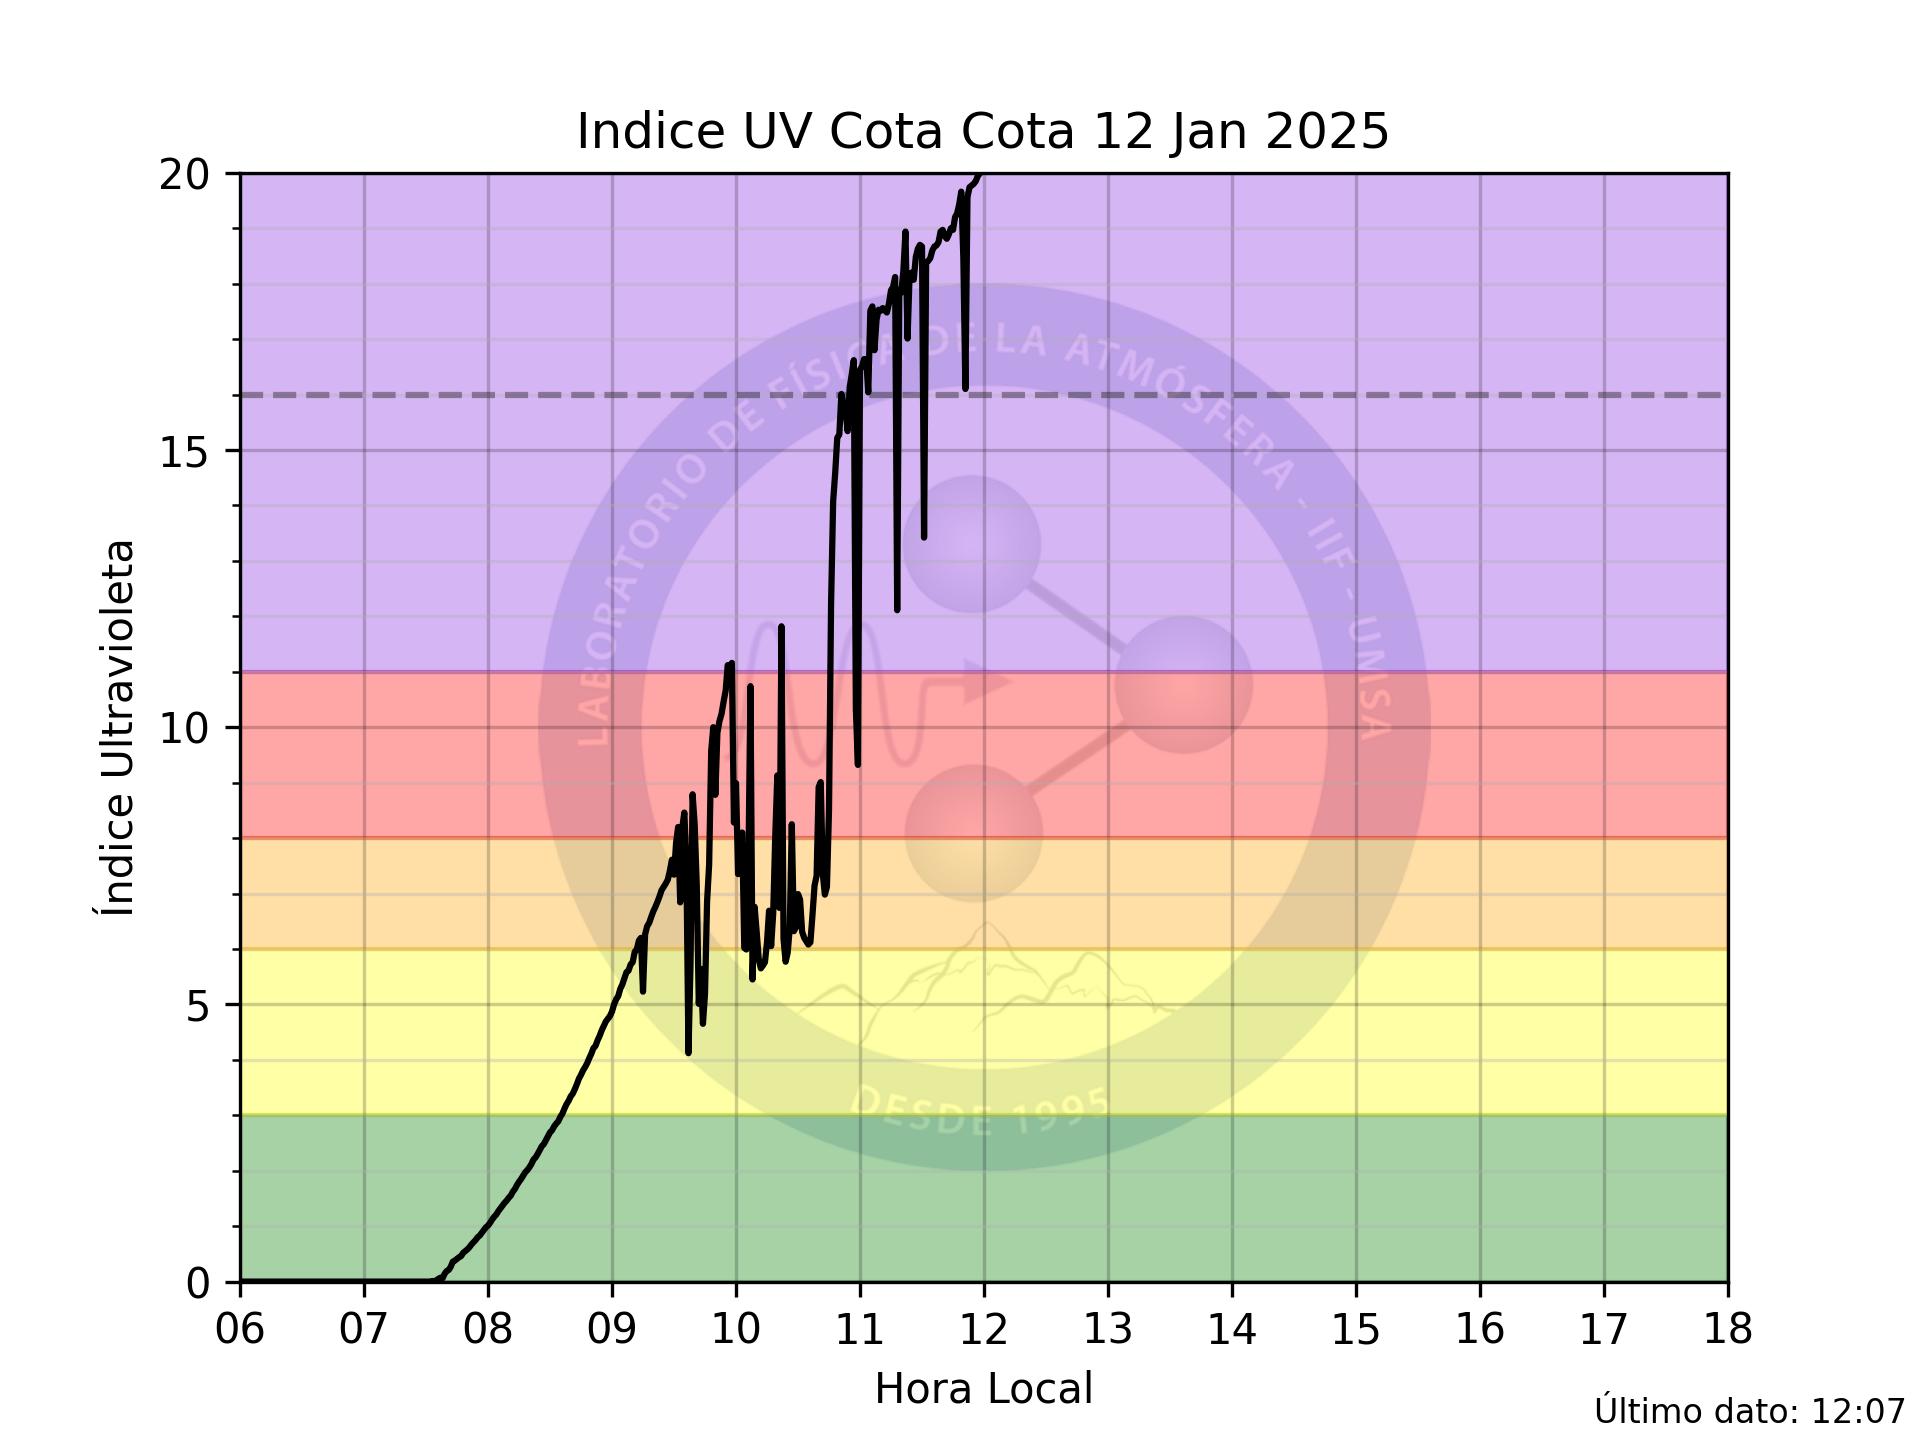 Indice UV Cota Cota 12 Jan 2025
20
15
10
5
0
Índice Ultravioleta
LABORATORIO DE FÍSICA DE LA ATMÓSFERA - IIF - UMSA
DESDE 1995
06 07 08 09 10 11 12 13 14 15 16 17 18
Hora Local
Último dato: 12:07